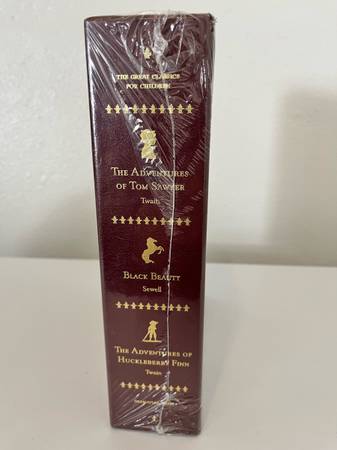 THE GREAT CLASSICS
FOR CHILDREN
THE ADVENTURES
OF TOM SAWYER
Twain
BLACK BEAUTY
Sewell
THE ADVENTURES OF
HUCKLEBERRY FINN
Twain